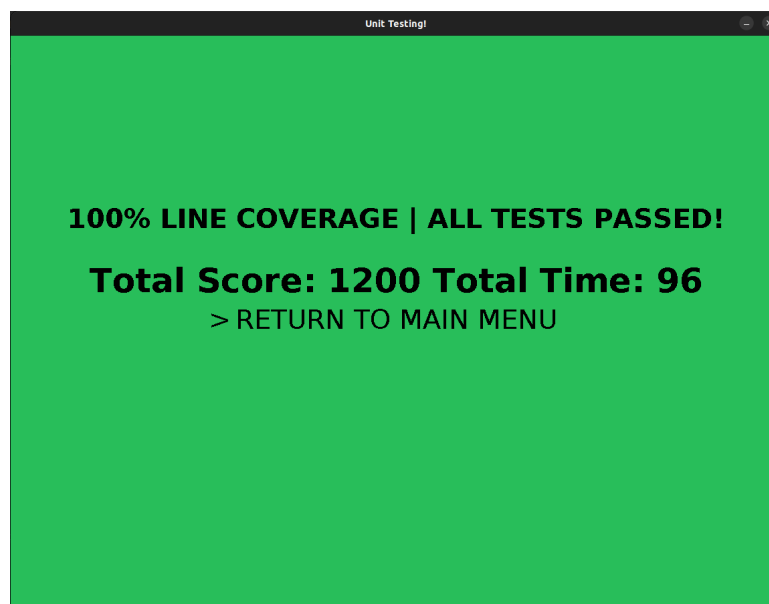 Unit Testing!
100% LINE COVERAGE | ALL TESTS PASSED!
Total Score: 1200 Total Time: 96
> RETURN TO MAIN MENU